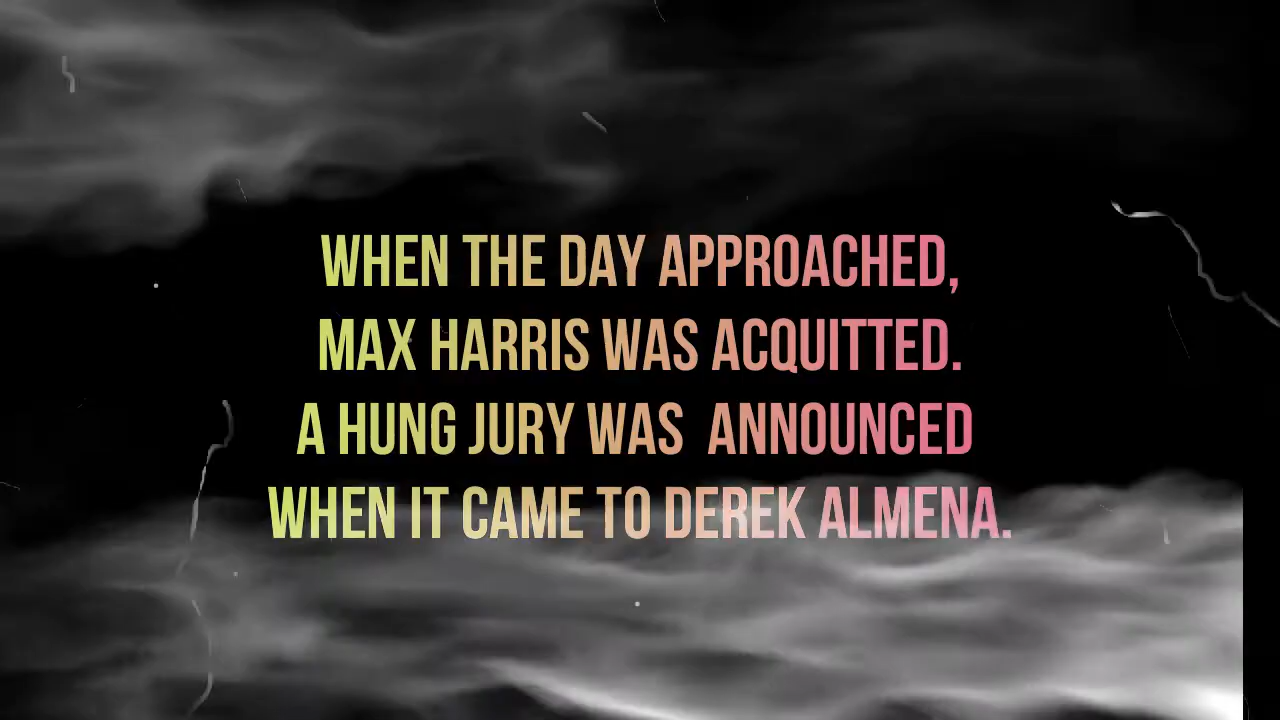 WHEN THE DAY APPROACHED,
MAX HARRIS WAS ACQUITTED.
A HUNG JURY WAS ANNOUNCED
WHEN IT CAME TO DEREK ALMENA.